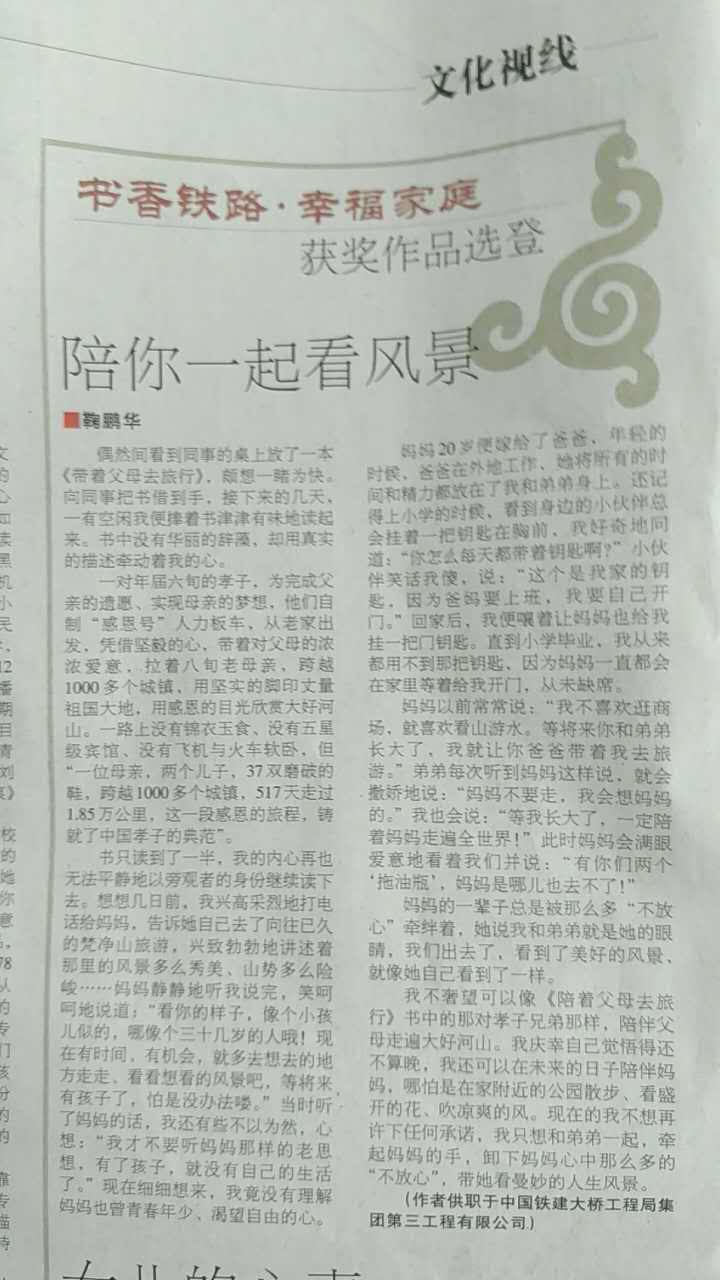 文化视线
书香铁路·幸福家庭
获奖作品选登
陪你一起看风景
■鞠鹏华
偶然间看到同事的桌上放了一本
《带着父母去旅行》，颇想一睹为快。
向同事把书借到手，接下来的几天，
一有空闲我便捧着书津津有味地读起
来。书中没有华丽的辞藻，却用真实
的描述牵动着我的心。
一对年届六旬的孝子，为完成父
亲的遗愿、实现母亲的梦想，他们自
制“感恩号”人力板车，从老家出
发，凭借坚毅的心，带着对父母的浓
浓爱意，拉着八旬老母亲，跨越
1000多个城镇，用坚实的脚印丈量
祖国大地，用感恩的目光欣赏大好河
山。一路上没有锦衣玉食、没有五星
级宾馆、没有飞机与火车软卧，但
“一位母亲，两个儿子，37双磨破的
鞋，跨越1000多个城镇，517天走过
1.85万公里，这一段感恩的旅程，铸
就了中国孝子的典范”。
书只读到了一半，我的内心再也
无法平静地以旁观者的身份继续读下
去。想想几日前，我兴高采烈地打电
话给妈妈，告诉她自己去了向往已久
的梵净山旅游，兴致勃勃地讲述着
那里的风景多么秀美、山势多么险
峻……妈妈静静地听我说完，笑呵
呵地说道：“看你的样子，像个小孩
儿似的，哪像个三十几岁的人哦！现
在有时间、有机会，就多去想去的地
方走走、看看想看的风景吧，等将来
有孩子了，怕是没办法喽。”当时听
了妈妈的话，我还有些不以为然，心
想：“我才不要听妈妈那样的老思
想，有了孩子，就没有自己的生活
了。”现在细细想来，我竟没有理解
妈妈也曾青春年少、渴望自由的心。
妈妈20岁便嫁给了爸爸，年轻的
时候，爸爸在外地工作，她将所有的时
间和精力都放在了我和弟弟身上。还记
得上小学的时候，看到身边的小伙伴总
会挂着一把钥匙在胸前，我好奇地问
道：“你怎么每天都带着钥匙啊？”小伙
伴笑话我傻，说：“这个是我家的钥
匙，因为爸妈要上班，我要自己开
门。”回家后，我便嚷着让妈妈也给我
挂一把门钥匙。直到小学毕业，我从来
都用不到那把钥匙，因为妈妈一直都会
在家里等着给我开门，从未缺席。
妈妈以前常常说：“我不喜欢逛商
场，就喜欢看山游水。等将来你和弟弟
长大了，我就让你爸爸带着我去旅
游。”弟弟每次听到妈妈这样说，就会
撒娇地说：“妈妈不要走，我会想妈妈
的。”我也会说：“等我长大了，一定陪
着妈妈走遍全世界！”此时妈妈会满眼
爱意地看着我们并说：“有你们两个
‘拖油瓶’，妈妈是哪儿也去不了！”
妈妈的一辈子总是被那么多“不放
心”牵绊着，她说我和弟弟就是她的眼
睛，我们出去了，看到了美好的风景，
就像她自己看到了一样。
我不奢望可以像《陪着父母去旅
行》书中的那对孝子兄弟那样，陪伴父
母走遍大好河山。我庆幸自己觉悟得还
不算晚，我还可以在未来的日子陪伴妈
妈，哪怕是在家附近的公园散步、看盛
开的花、吹凉爽的风。现在的我不想再
许下任何承诺，我只想和弟弟一起，牵
起妈妈的手，卸下妈妈心中那么多的
“不放心”，带她看曼妙的人生风景。
（作者供职于中国铁建大桥工程局集
团第三工程有限公司）